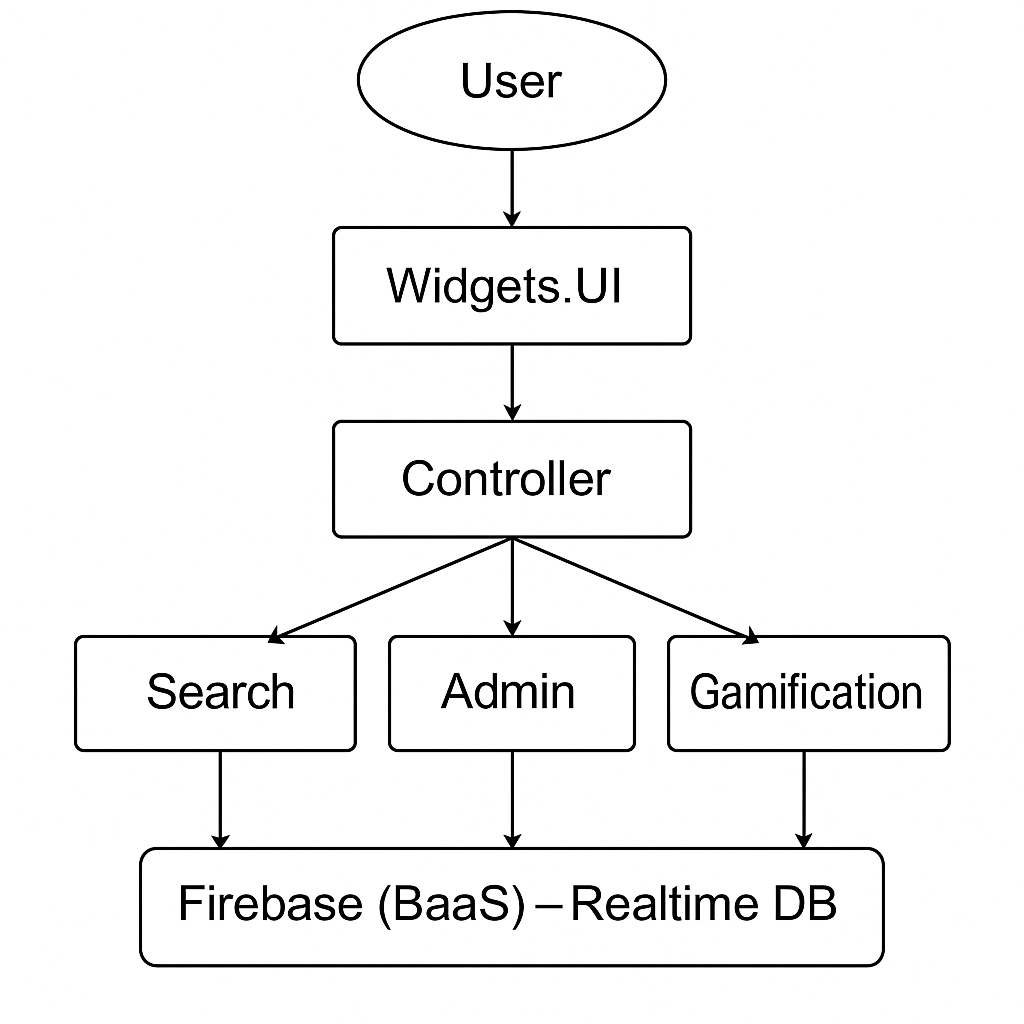 User
Widgets.UI
Controller
Search
Admin
Gamification
Firebase (BaaS) – Realtime DB